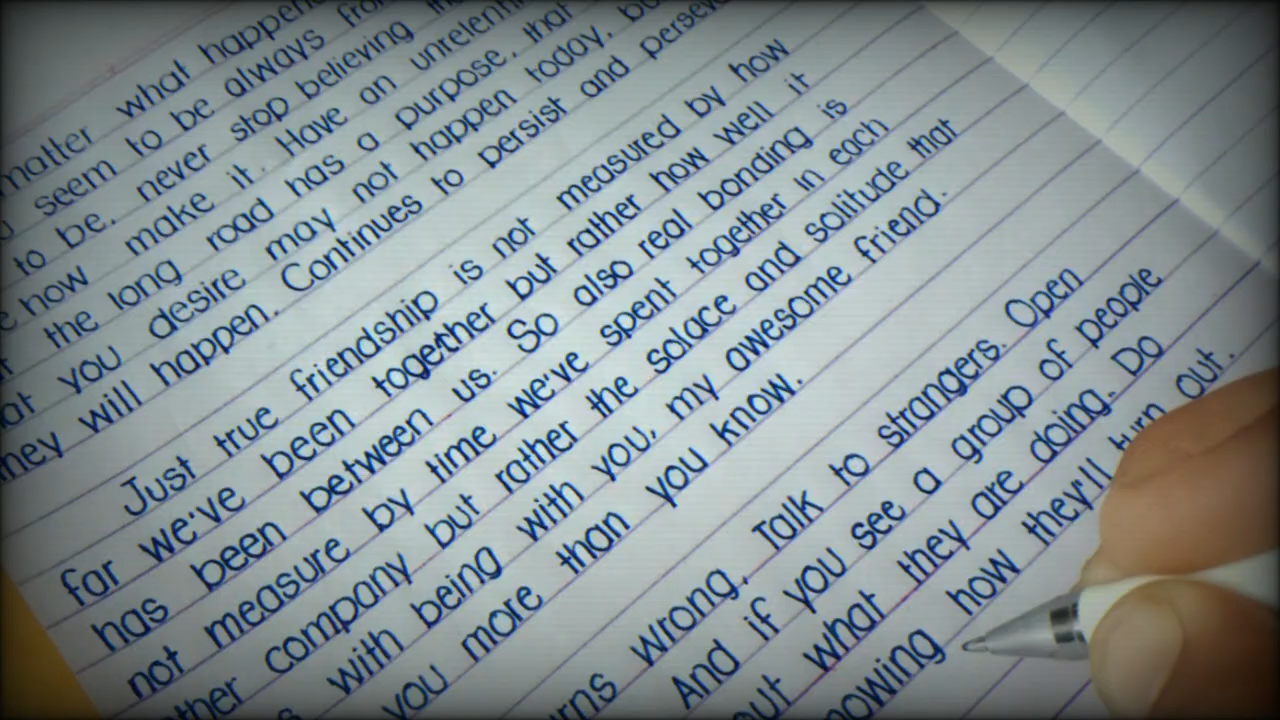 matter what happen
seem to be always
to be, never stop believing
how make it. Have an
the long road has a purpose, that
you desire may not happen today,
they will happen. Continues to persist and
Just true friendship is not measured by how
far we've been together but rather how well it
has been between us. So also real bonding is
not measure by time we've spent together in each
ther company but rather the solace and solitude that
with being with you, my awesome friend.
you more than you know.
rns wrong. Talk to strangers. Open
And if you see a group of people
out what they are doing. Do
nowing how they'll turn out.